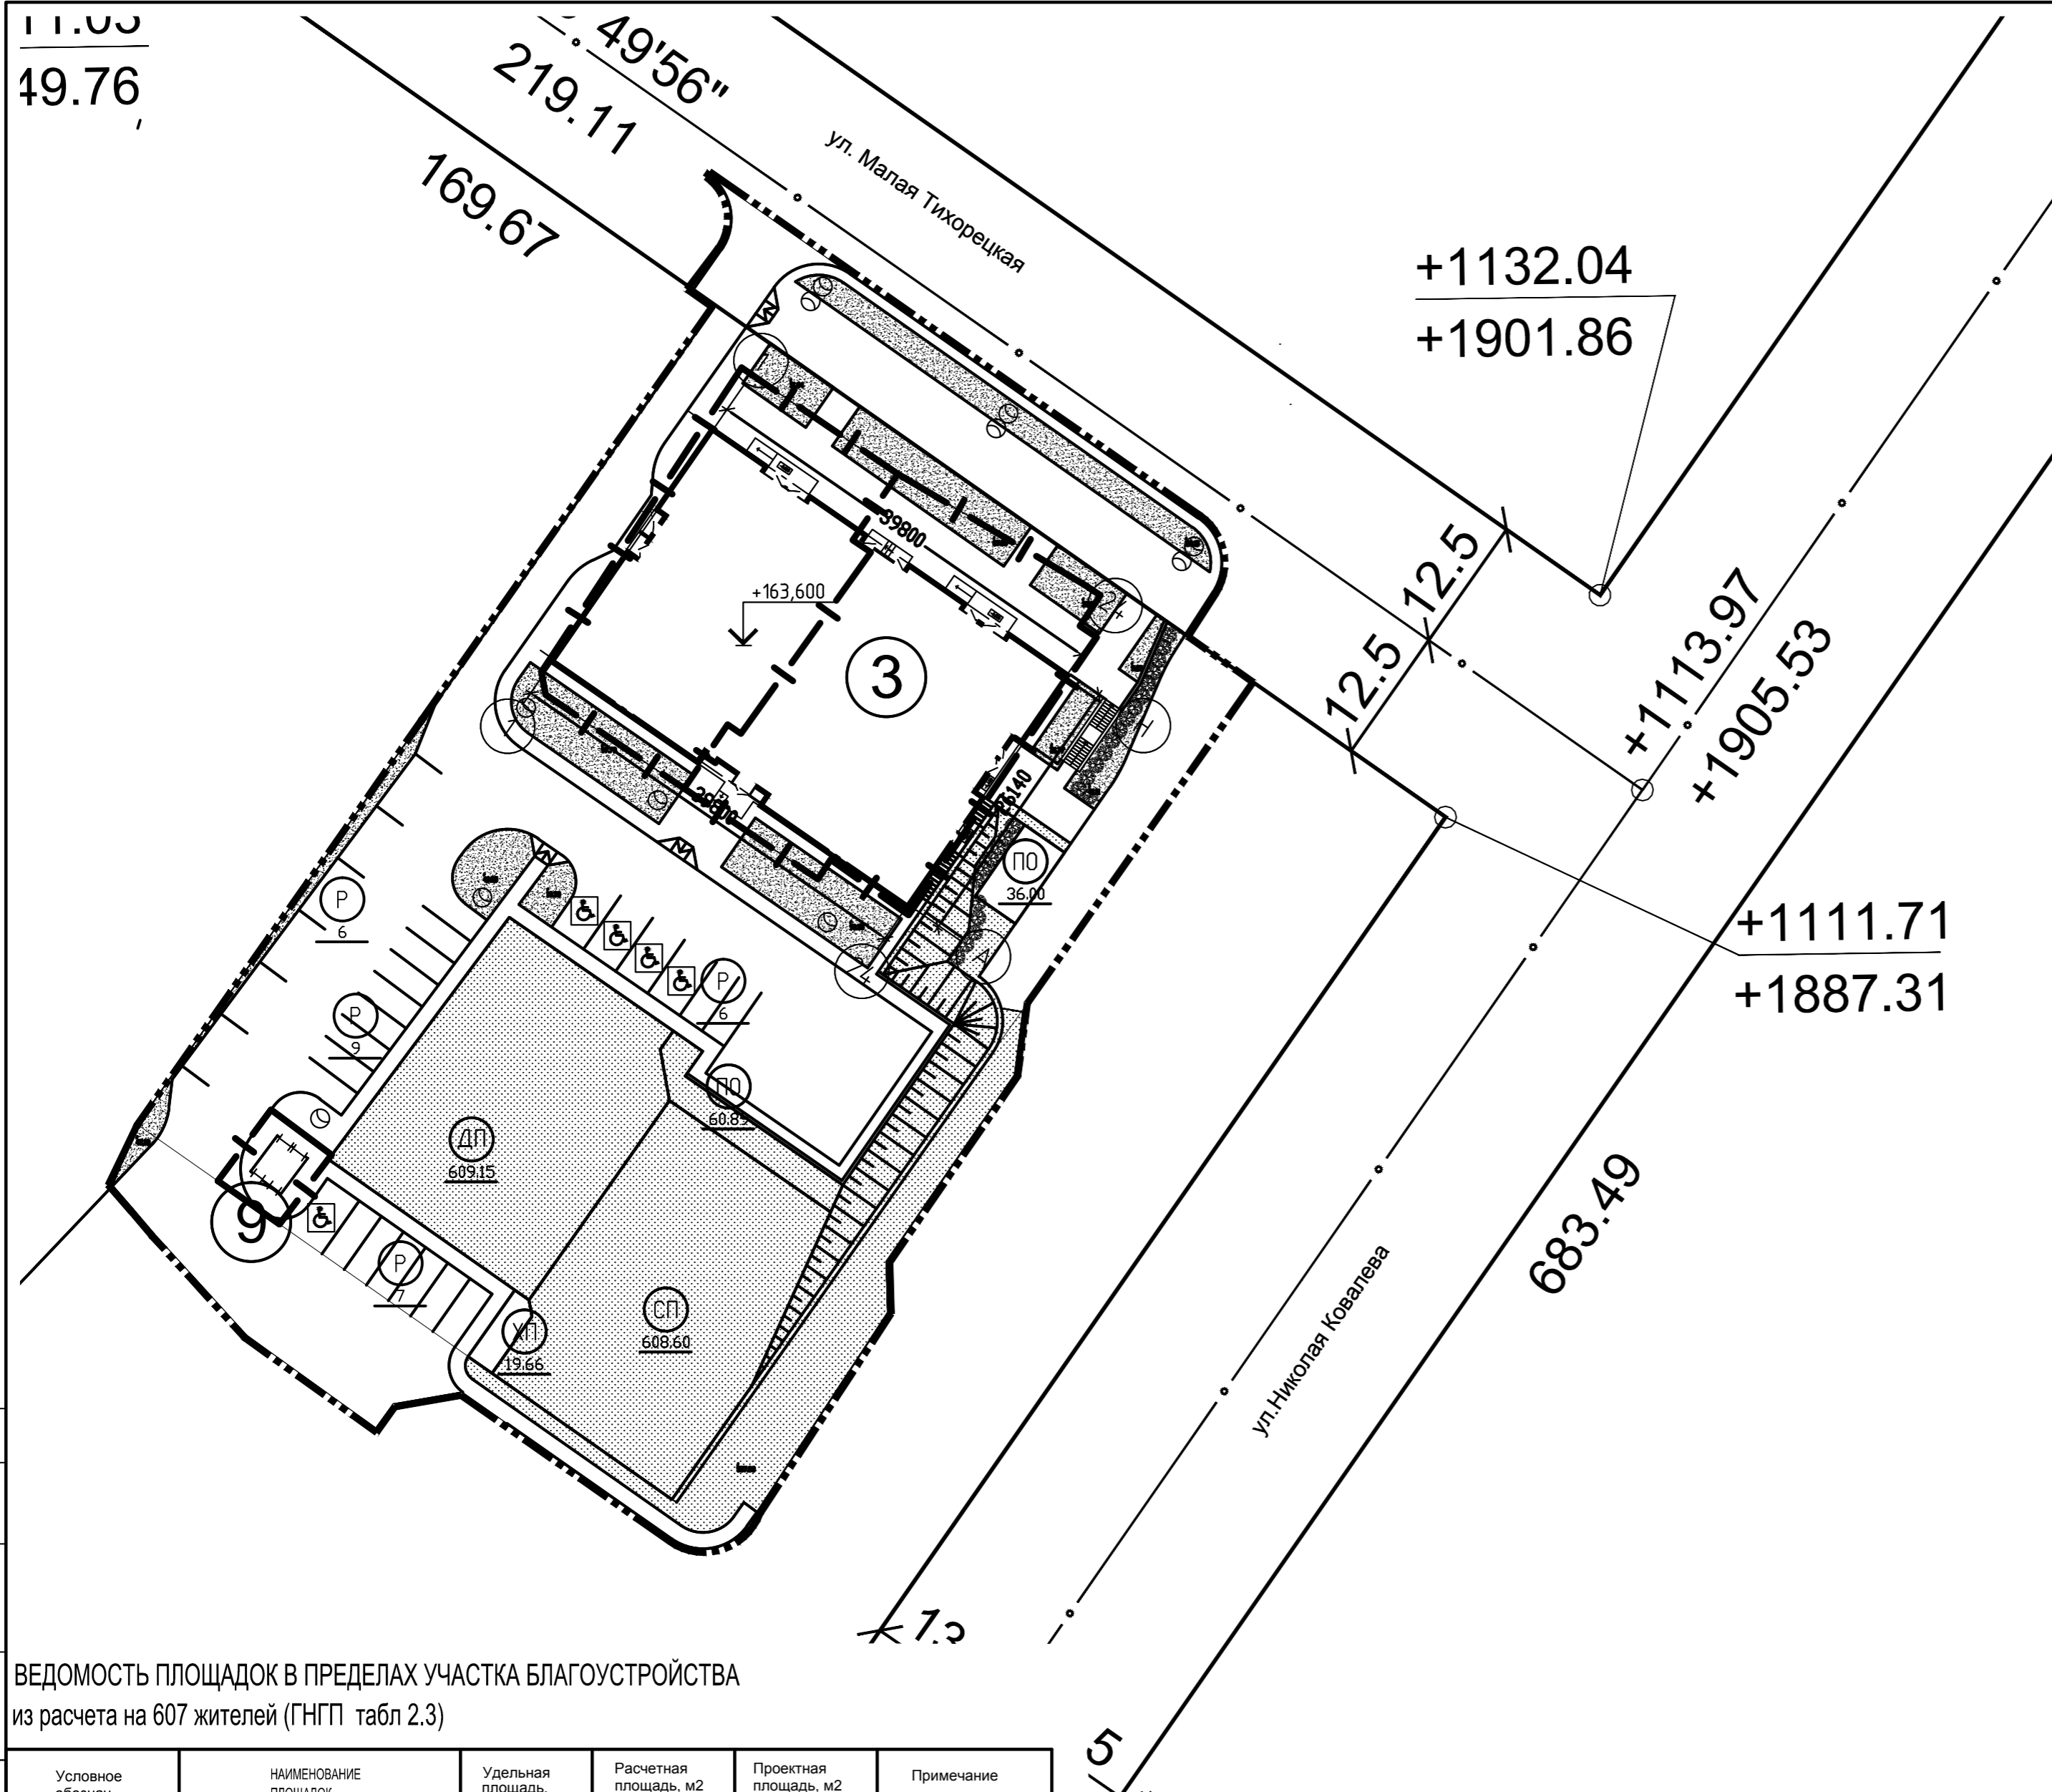 49.76
49'56"
219.11
169.67
ул. Малая Тихорецкая
+1132.04
+1901.86
39800
+163,600
3
12.5
12.5
+1113.97
+1905.53
26140
ПО
36.00
Р
6
А
+1111.71
+1887.31
Р
6
Р
9
ПО
60.89
ДП
609.15
9
Р
7
ХП
19.66
СП
608.60
683.49
ул.Николая Ковалева
13
5
ВЕДОМОСТЬ ПЛОЩАДОК В ПРЕДЕЛАХ УЧАСТКА БЛАГОУСТРОЙСТВА
из расчета на 607 жителей (ГНГП табл 2.3)
Условное
НАИМЕНОВАНИЕ
Удельная
площадь,
Расчетная
площадь, м2
Проектная
площадь, м2
Примечание